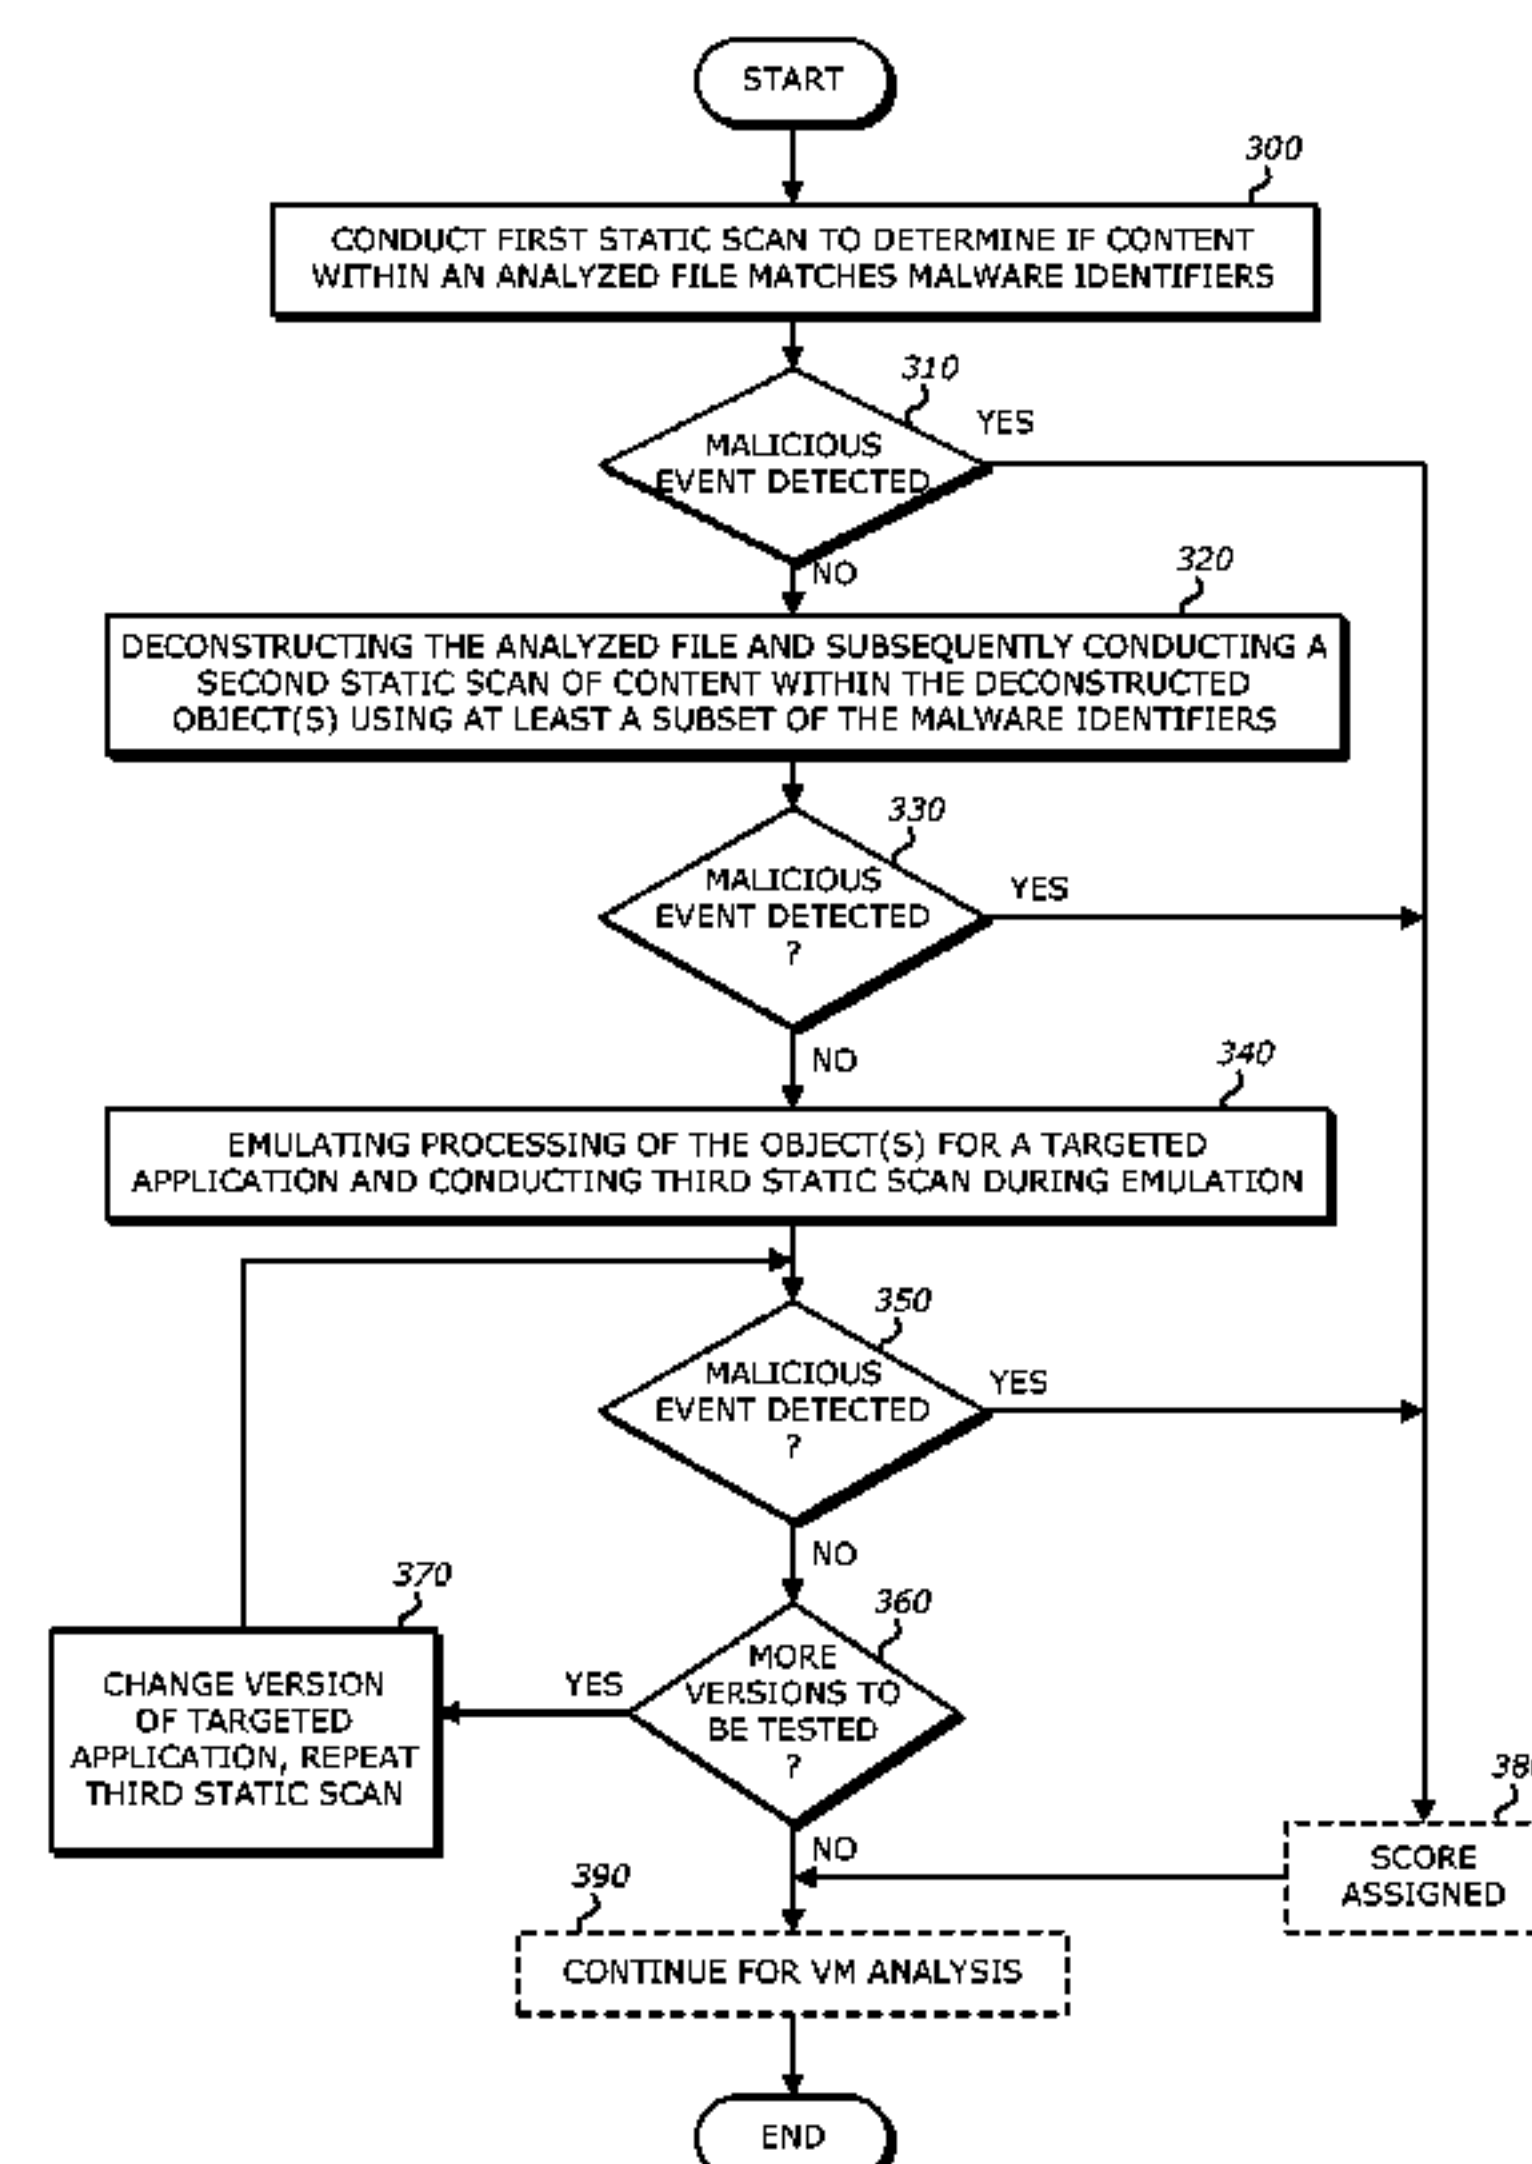 START
300
CONDUCT FIRST STATIC SCAN TO DETERMINE IF CONTENT
WITHIN AN ANALYZED FILE MATCHES MALWARE IDENTIFIERS
310
MALICIOUS
EVENT DETECTED
YES
NO
320
DECONSTRUCTING THE ANALYZED FILE AND SUBSEQUENTLY CONDUCTING A
SECOND STATIC SCAN OF CONTENT WITHIN THE DECONSTRUCTED
OBJECT(S) USING AT LEAST A SUBSET OF THE MALWARE IDENTIFIERS
330
MALICIOUS
EVENT DETECTED
?
YES
NO
340
EMULATING PROCESSING OF THE OBJECT(S) FOR A TARGETED
APPLICATION AND CONDUCTING THIRD STATIC SCAN DURING EMULATION
350
MALICIOUS
EVENT DETECTED
?
YES
NO
360
MORE
VERSIONS TO
BE TESTED
?
YES
370
CHANGE VERSION
OF TARGETED
APPLICATION, REPEAT
THIRD STATIC SCAN
NO
380
SCORE
ASSIGNED
390
CONTINUE FOR VM ANALYSIS
END